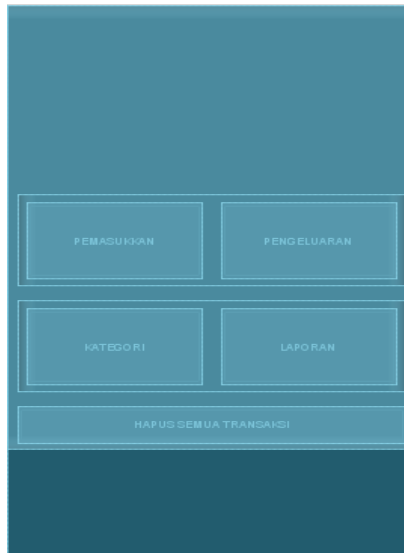 PEMASUKKAN PENGELUARAN
KATEGORI LAPORAN
HAPUS SEMUA TRANSAKSI